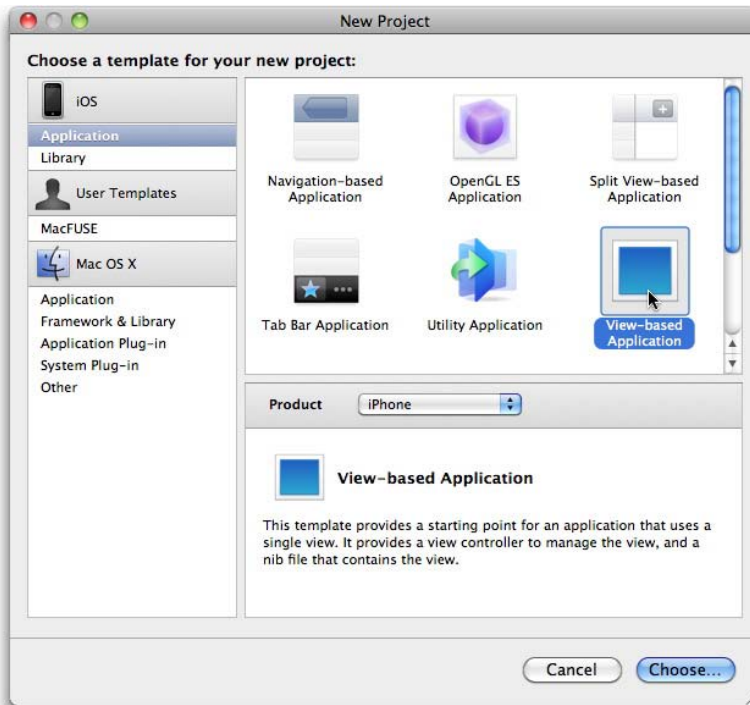 New Project
Choose a template for your new project:
iOS
Application
Library
User Templates
MacFUSE
Mac OS X
Application
Framework & Library
Application Plug-in
System Plug-in
Other
Navigation-based
Application
OpenGL ES
Application
Split View-based
Application
Tab Bar Application
Utility Application
View-based
Application
Product
iPhone
View-based Application
This template provides a starting point for an application that uses a
single view. It provides a view controller to manage the view, and a
nib file that contains the view.
Cancel
Choose...